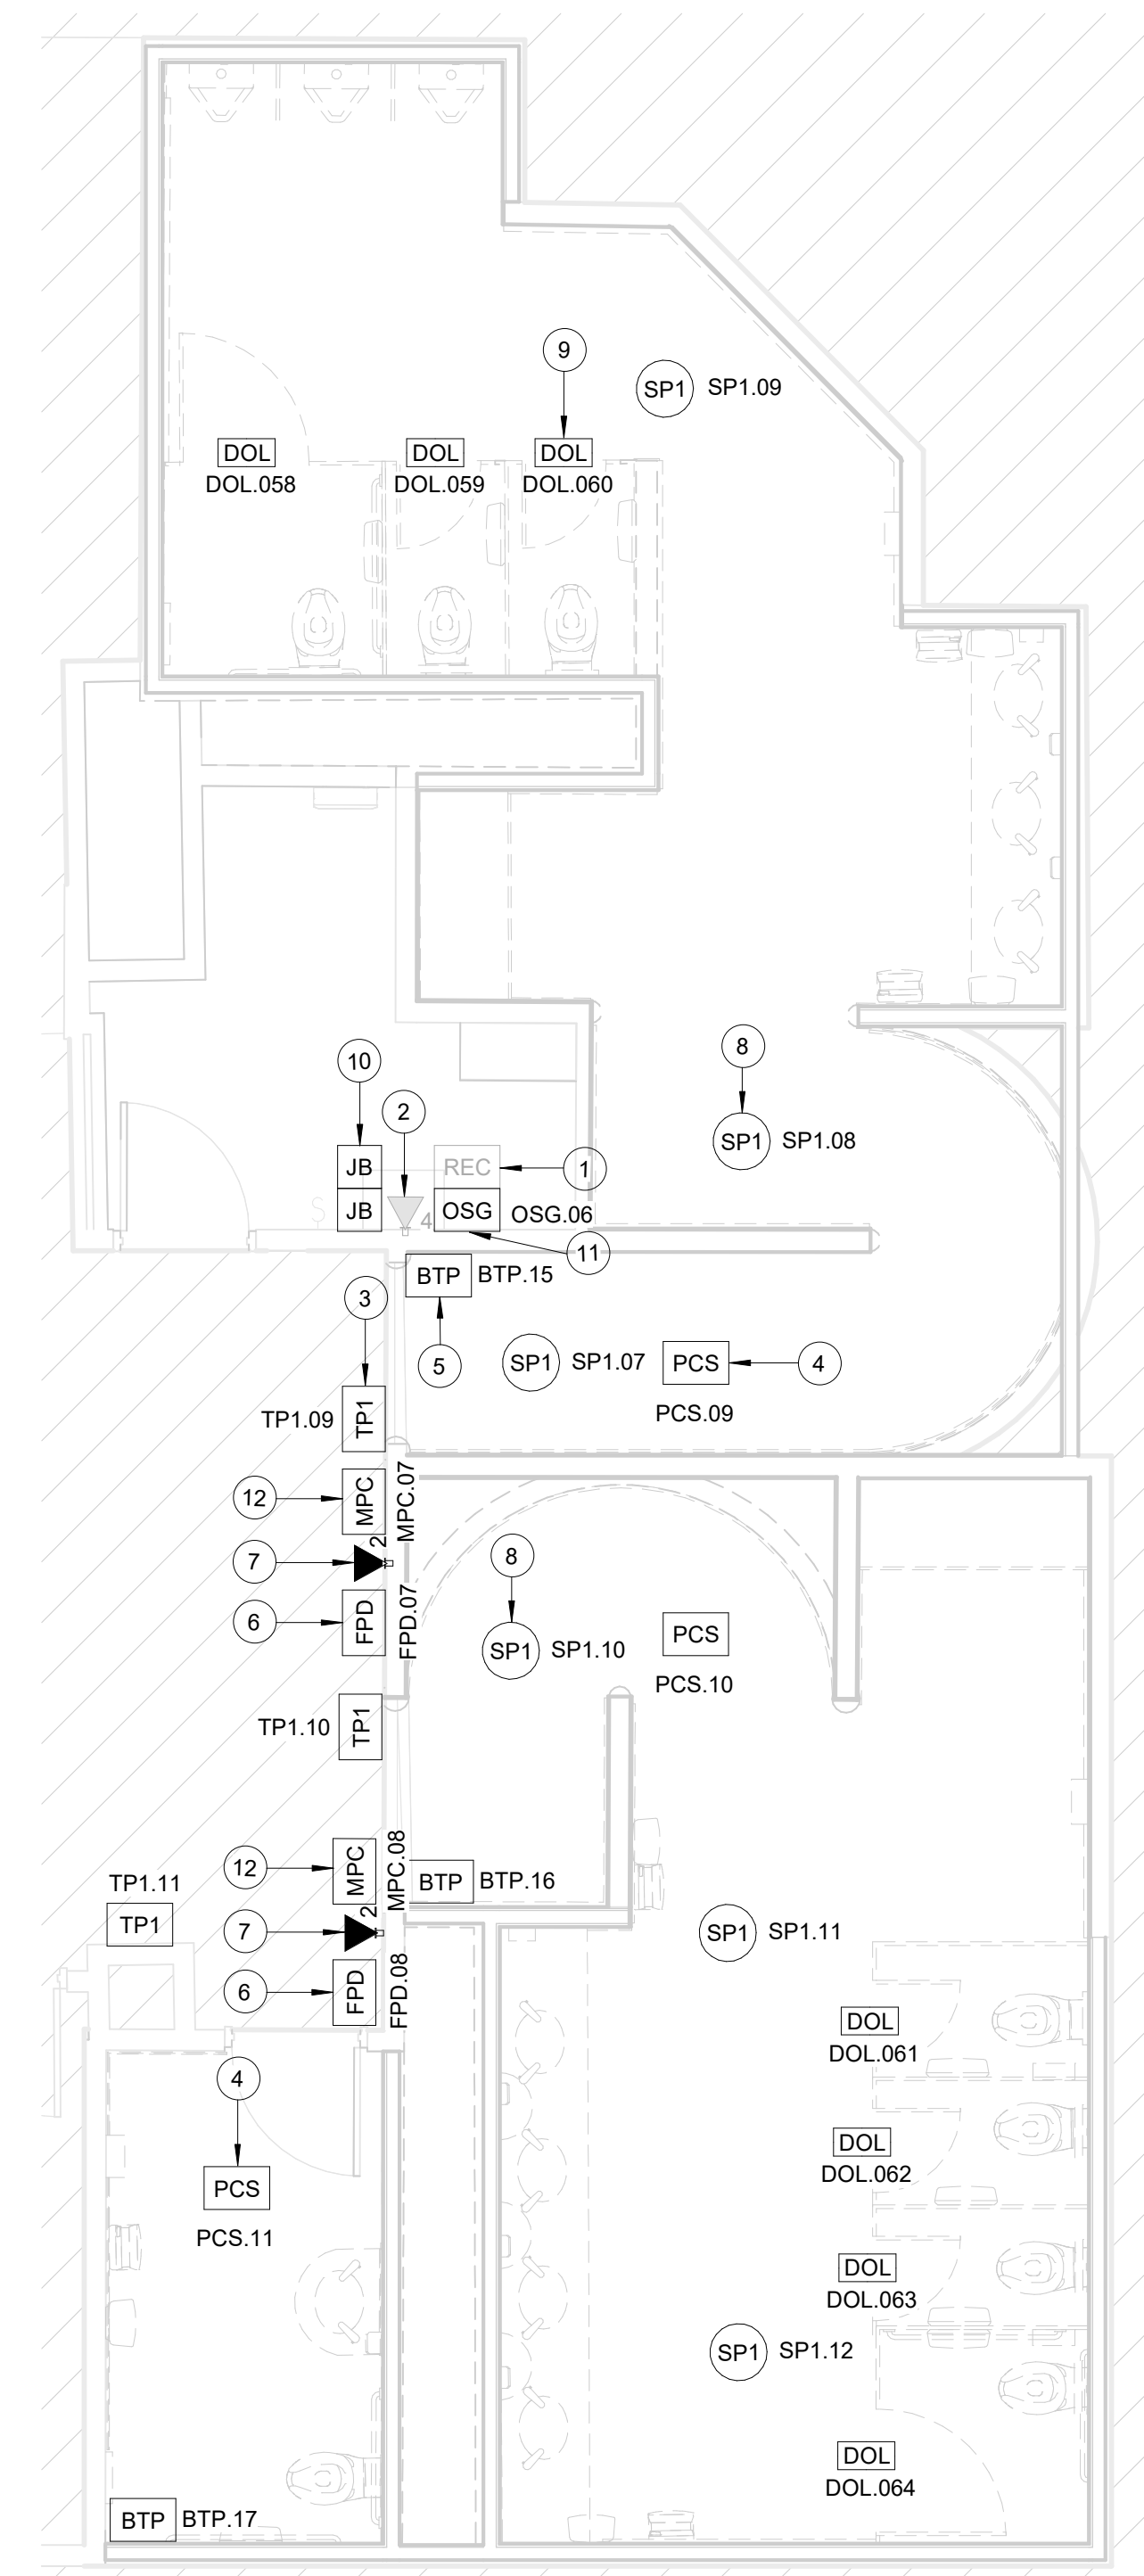 9
SP1 SP1.09
DOL DOL DOL
DOL.058 DOL.059 DOL.060
8
10
2
SP1 SP1.08
JB REC 1
JB 4 OSG OSG.06
S
11
BTP BTP.15
3
5
SP1 SP1.07 PCS 4
PCS.09
TP1.09 TP1
12 MPC MPC.07
2
7
8
6 FPD FPD.07
SP1 SP1.10 PCS
PCS.10
TP1.10 TP1
12 MPC MPC.08
BTP BTP.16
TP1.11
TP1
2
7
SP1 SP1.11
6 FPD FPD.08
DOL
DOL.061
4
DOL
DOL.062
PCS
PCS.11
DOL
DOL.063
SP1 SP1.12
DOL
DOL.064
BTP BTP.17